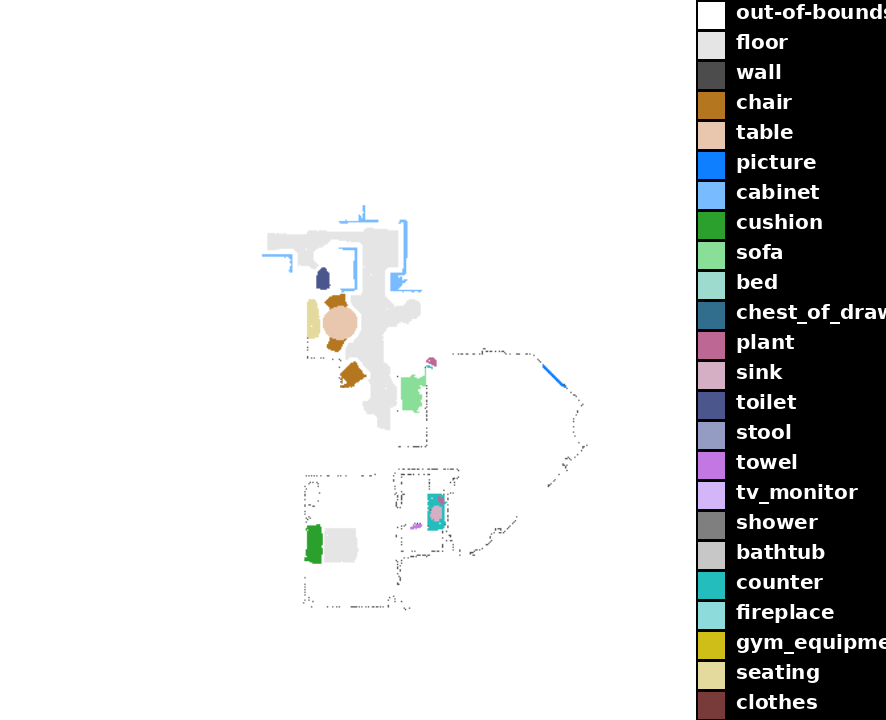 out-of-bounds
floor
wall
chair
table
picture
cabinet
cushion
sofa
bed
chest_of_draw
plant
sink
toilet
stool
towel
tv_monitor
shower
bathtub
counter
fireplace
gym_equipme
seating
clothes